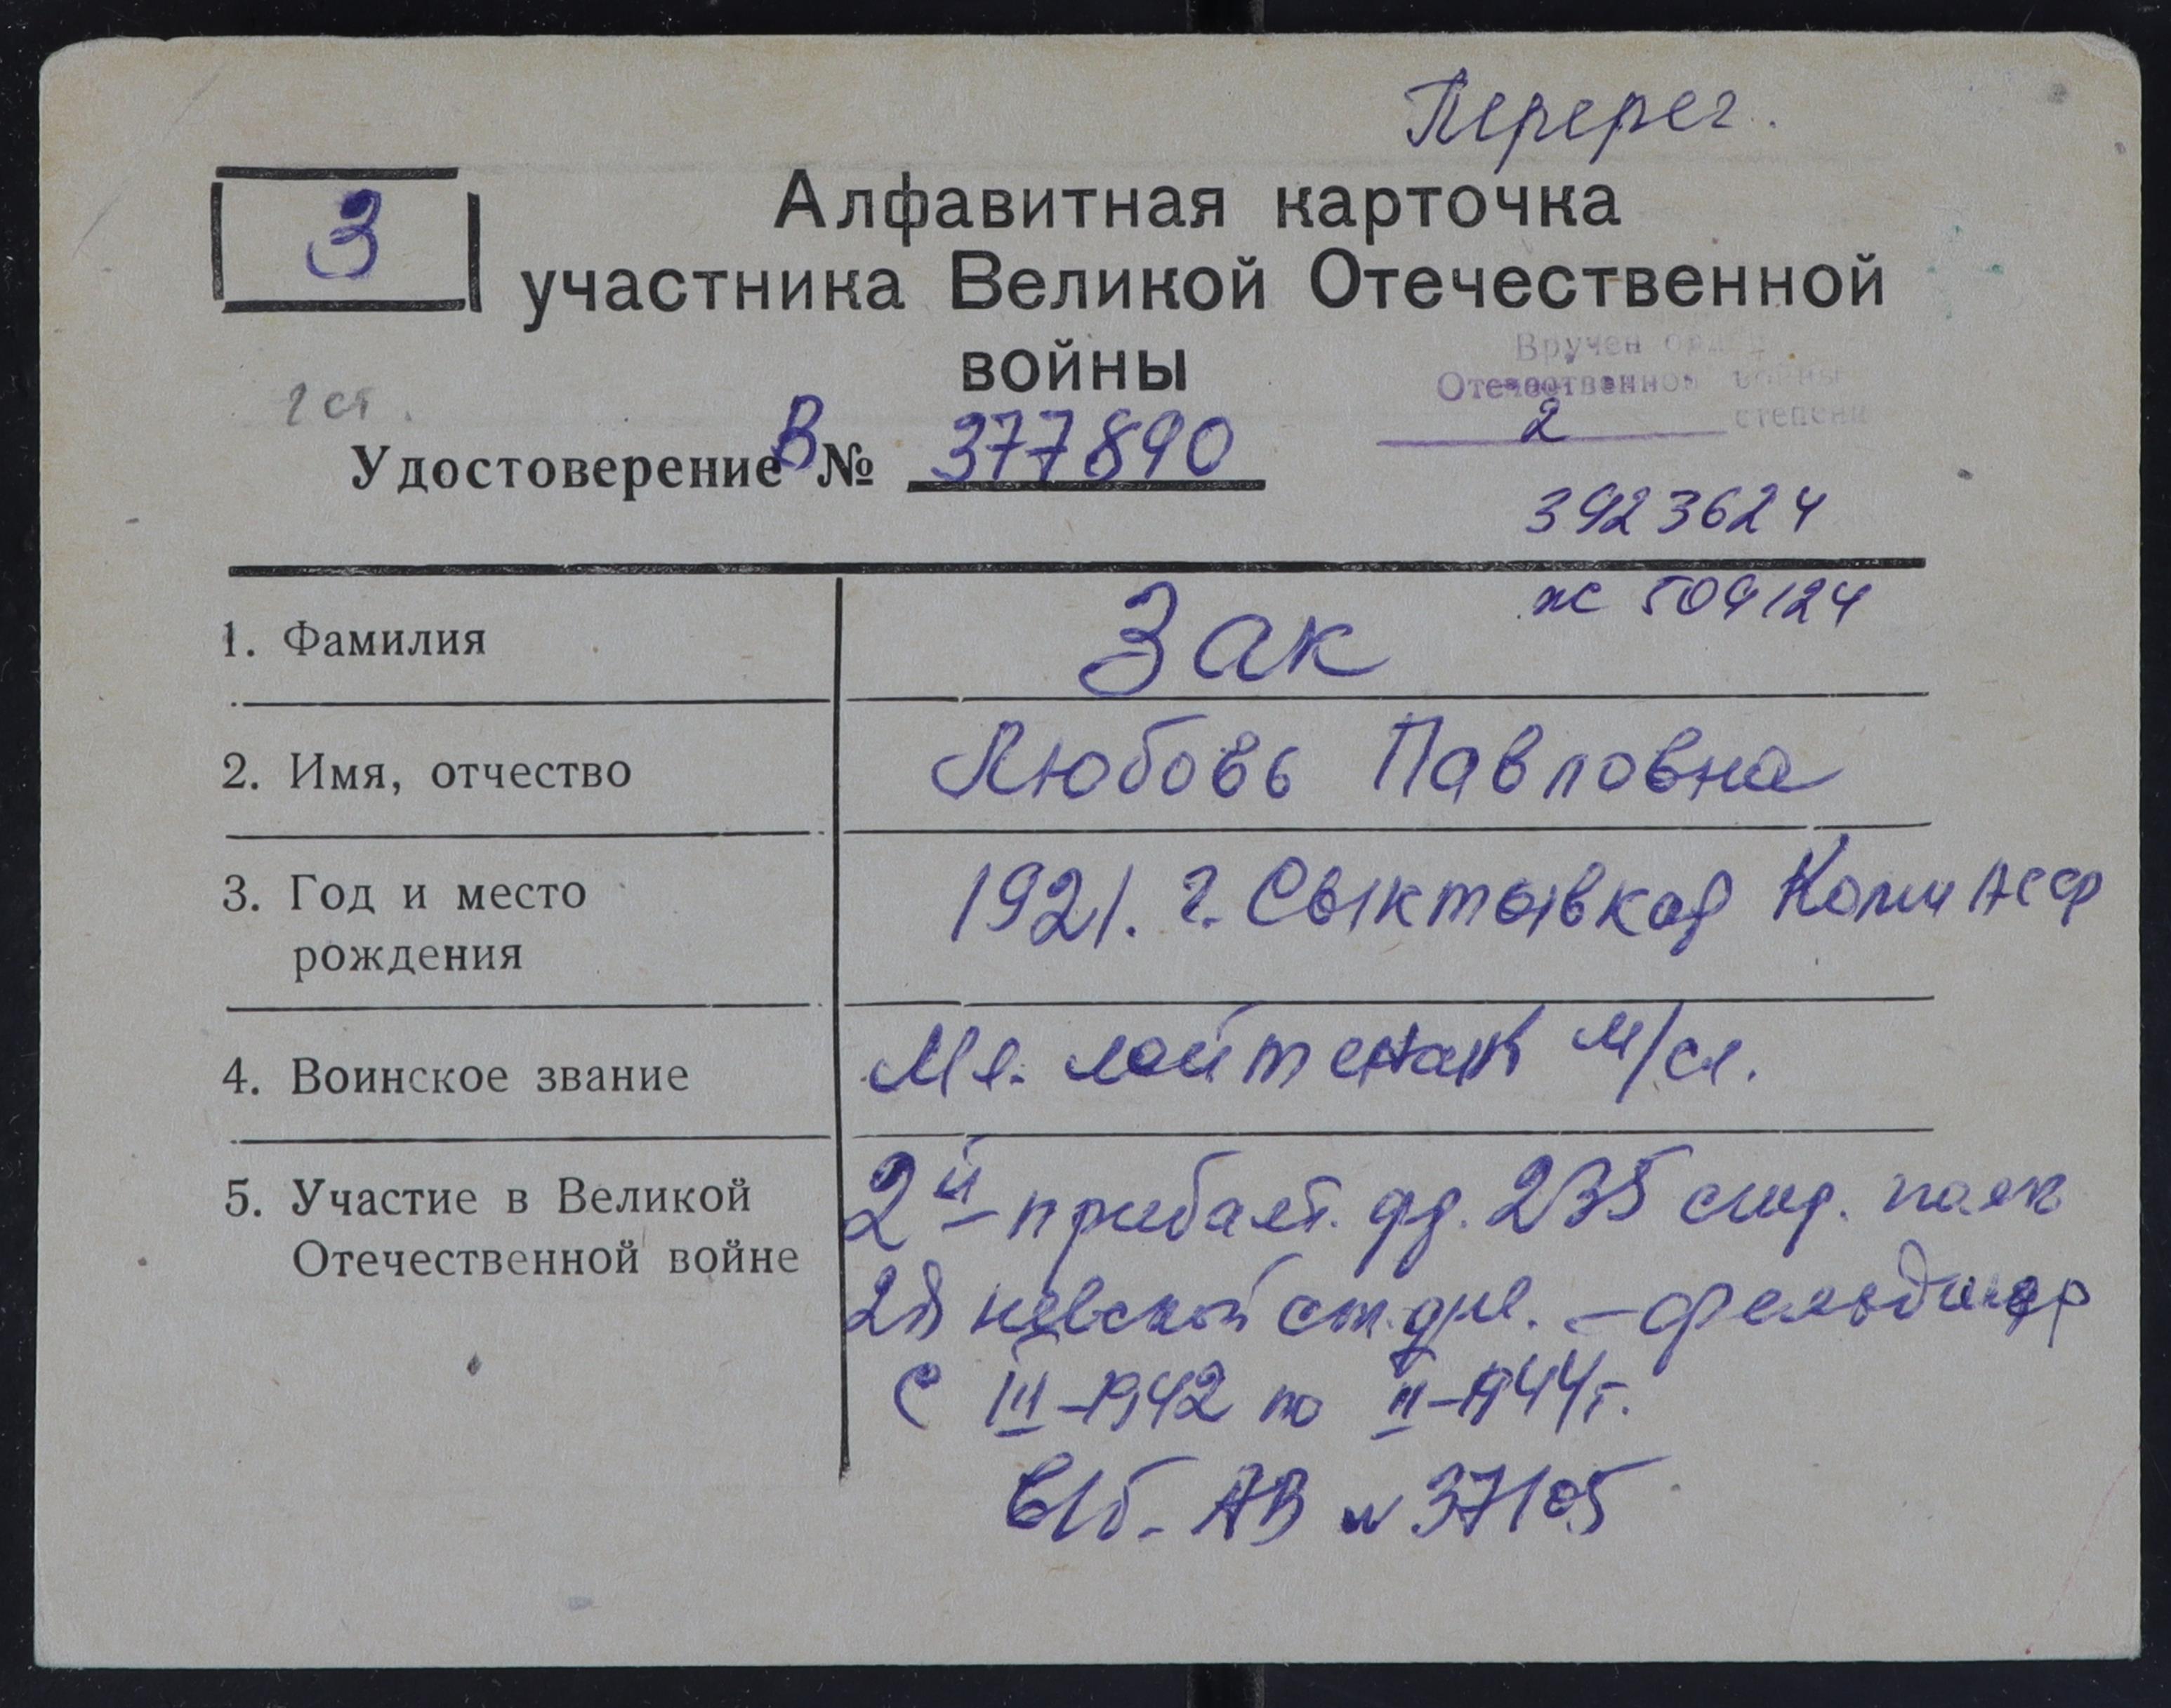 Перерег.
З
Алфавитная карточка
участника Великой Отечественной
войны
Вручен орден
Отечественной войны
2 степени
2 ст.
Удостоверение В № 377890
3923624
ж 509124
1. Фамилия
Зак
2. Имя, отчество
Любовь Павловна
3. Год и место
рождения
1921. г. Сыктывкар Коми АССР
4. Воинское звание
Мл. лейтенант м/сл.
5. Участие в Великой
Отечественной войне
2й прибалт. фр. 235 стр. полк
28 невской стр. див. – фельдшер
С III-1942 по II-1944г.
АВ № 37105